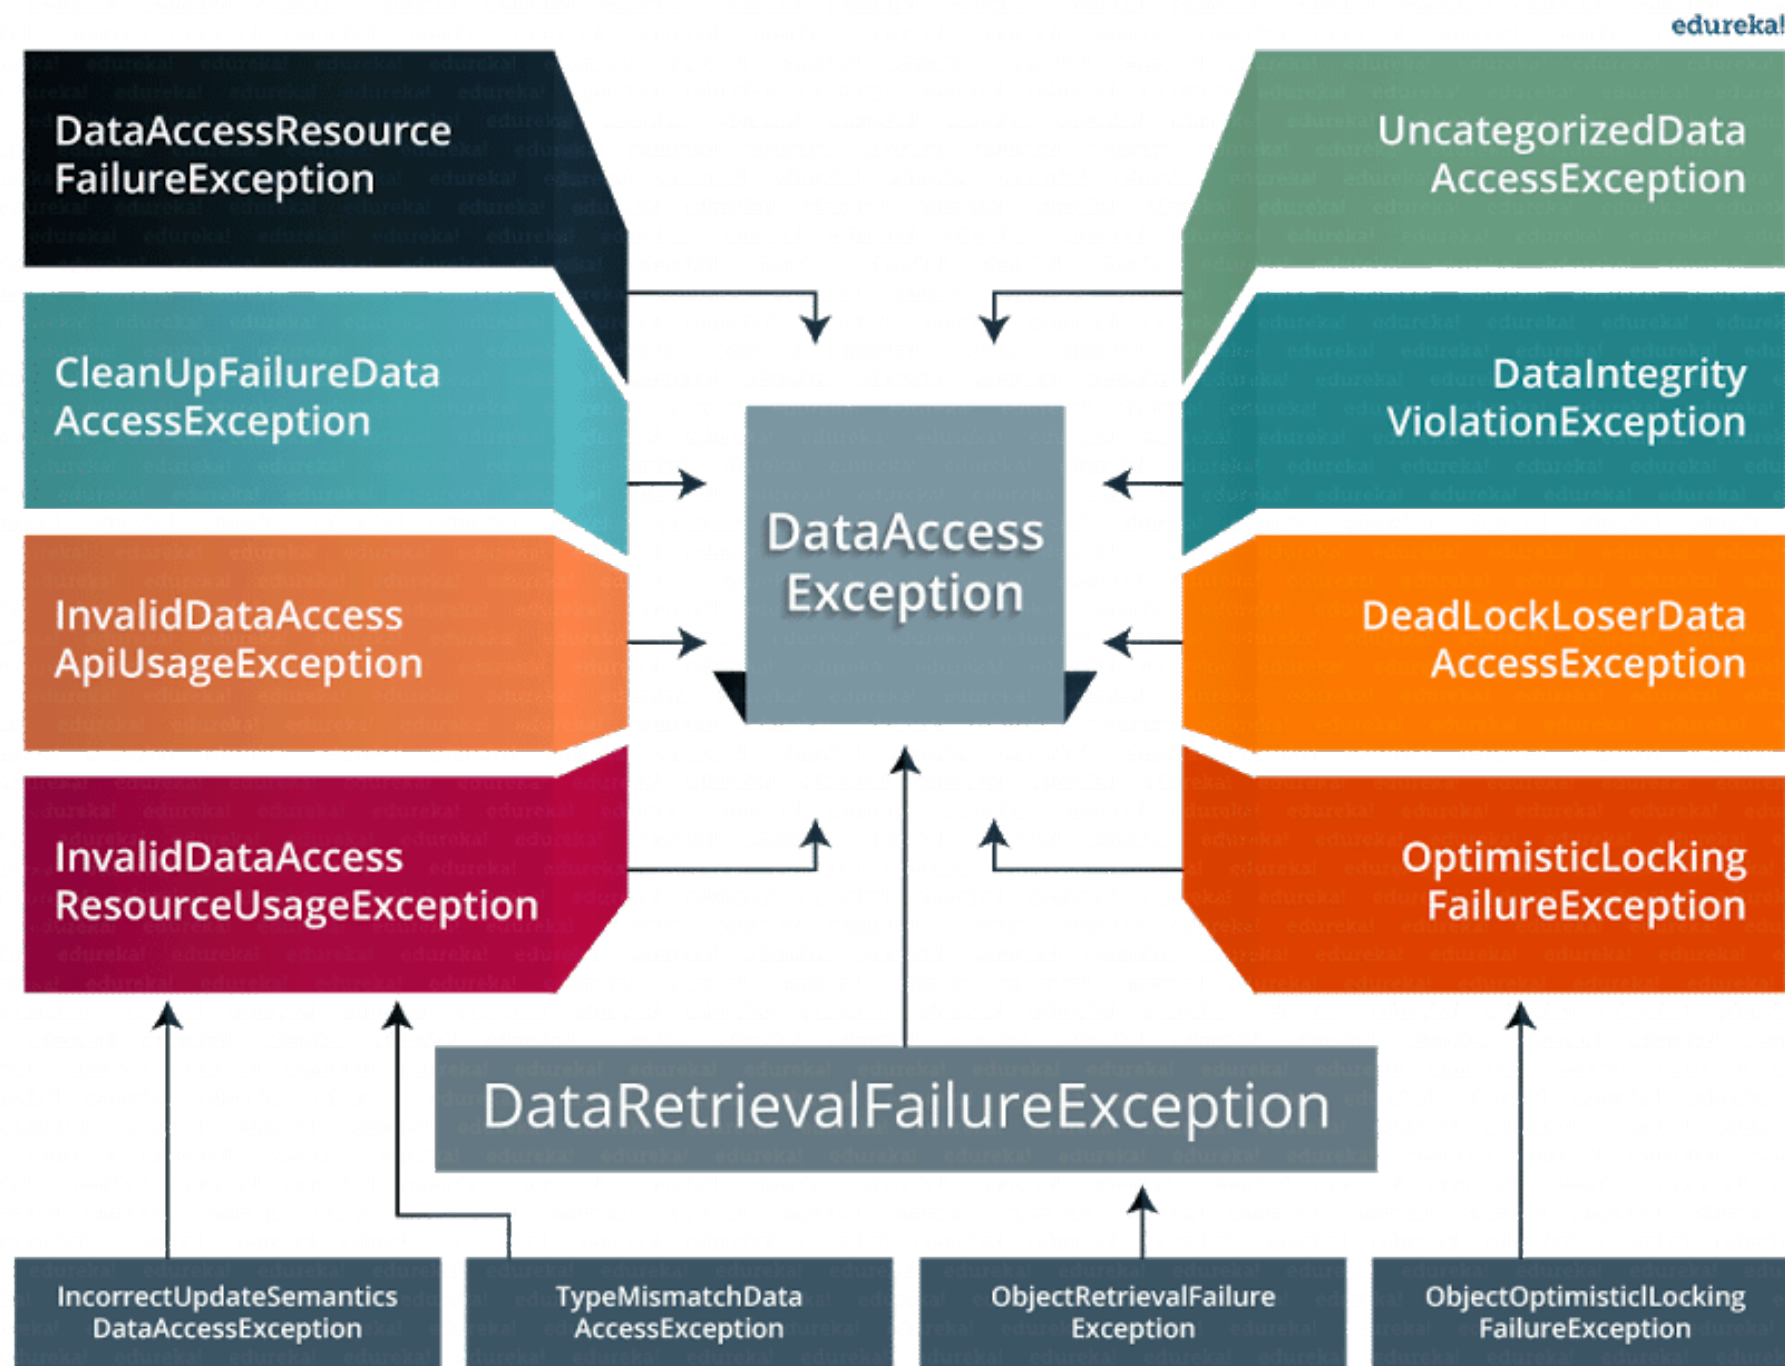 edureka!
DataAccessResource
FailureException
UncategorizedData
AccessException
CleanUpFailureData
AccessException
DataIntegrity
ViolationException
DataAccess
Exception
InvalidDataAccess
ApiUsageException
DeadLockLoserData
AccessException
InvalidDataAccess
ResourceUsageException
OptimisticLocking
FailureException
DataRetrievalFailureException
IncorrectUpdateSemantics
DataAccessException
TypeMismatchData
AccessException
ObjectRetrievalFailure
Exception
ObjectOptimisticlLocking
FailureException